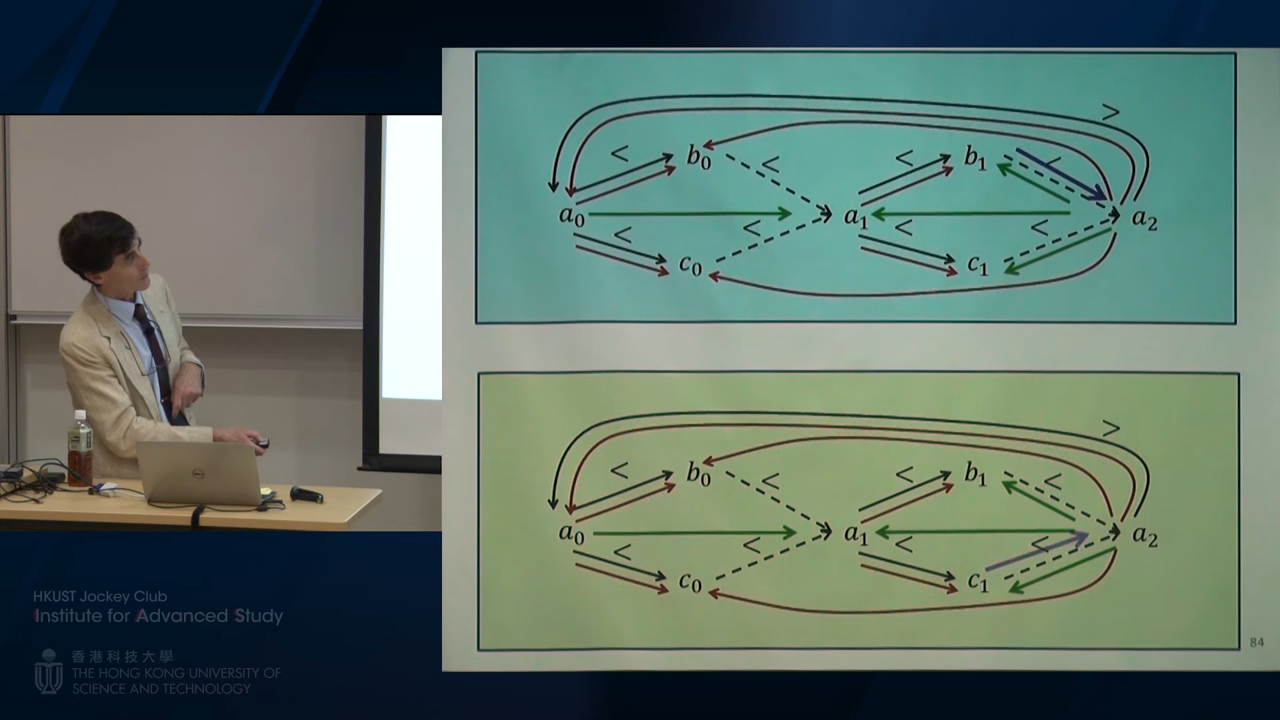 >
< b₀ < < b₁ <
a₀ a₁ a₂
< < < <
c₀ c₁
>
< b₀ < < b₁ <
a₀ a₁ a₂
< < < <
c₀ c₁
84
HKUST Jockey Club
Institute for Advanced Study
香港科技大學
THE HONG KONG UNIVERSITY OF
SCIENCE AND TECHNOLOGY
DELL